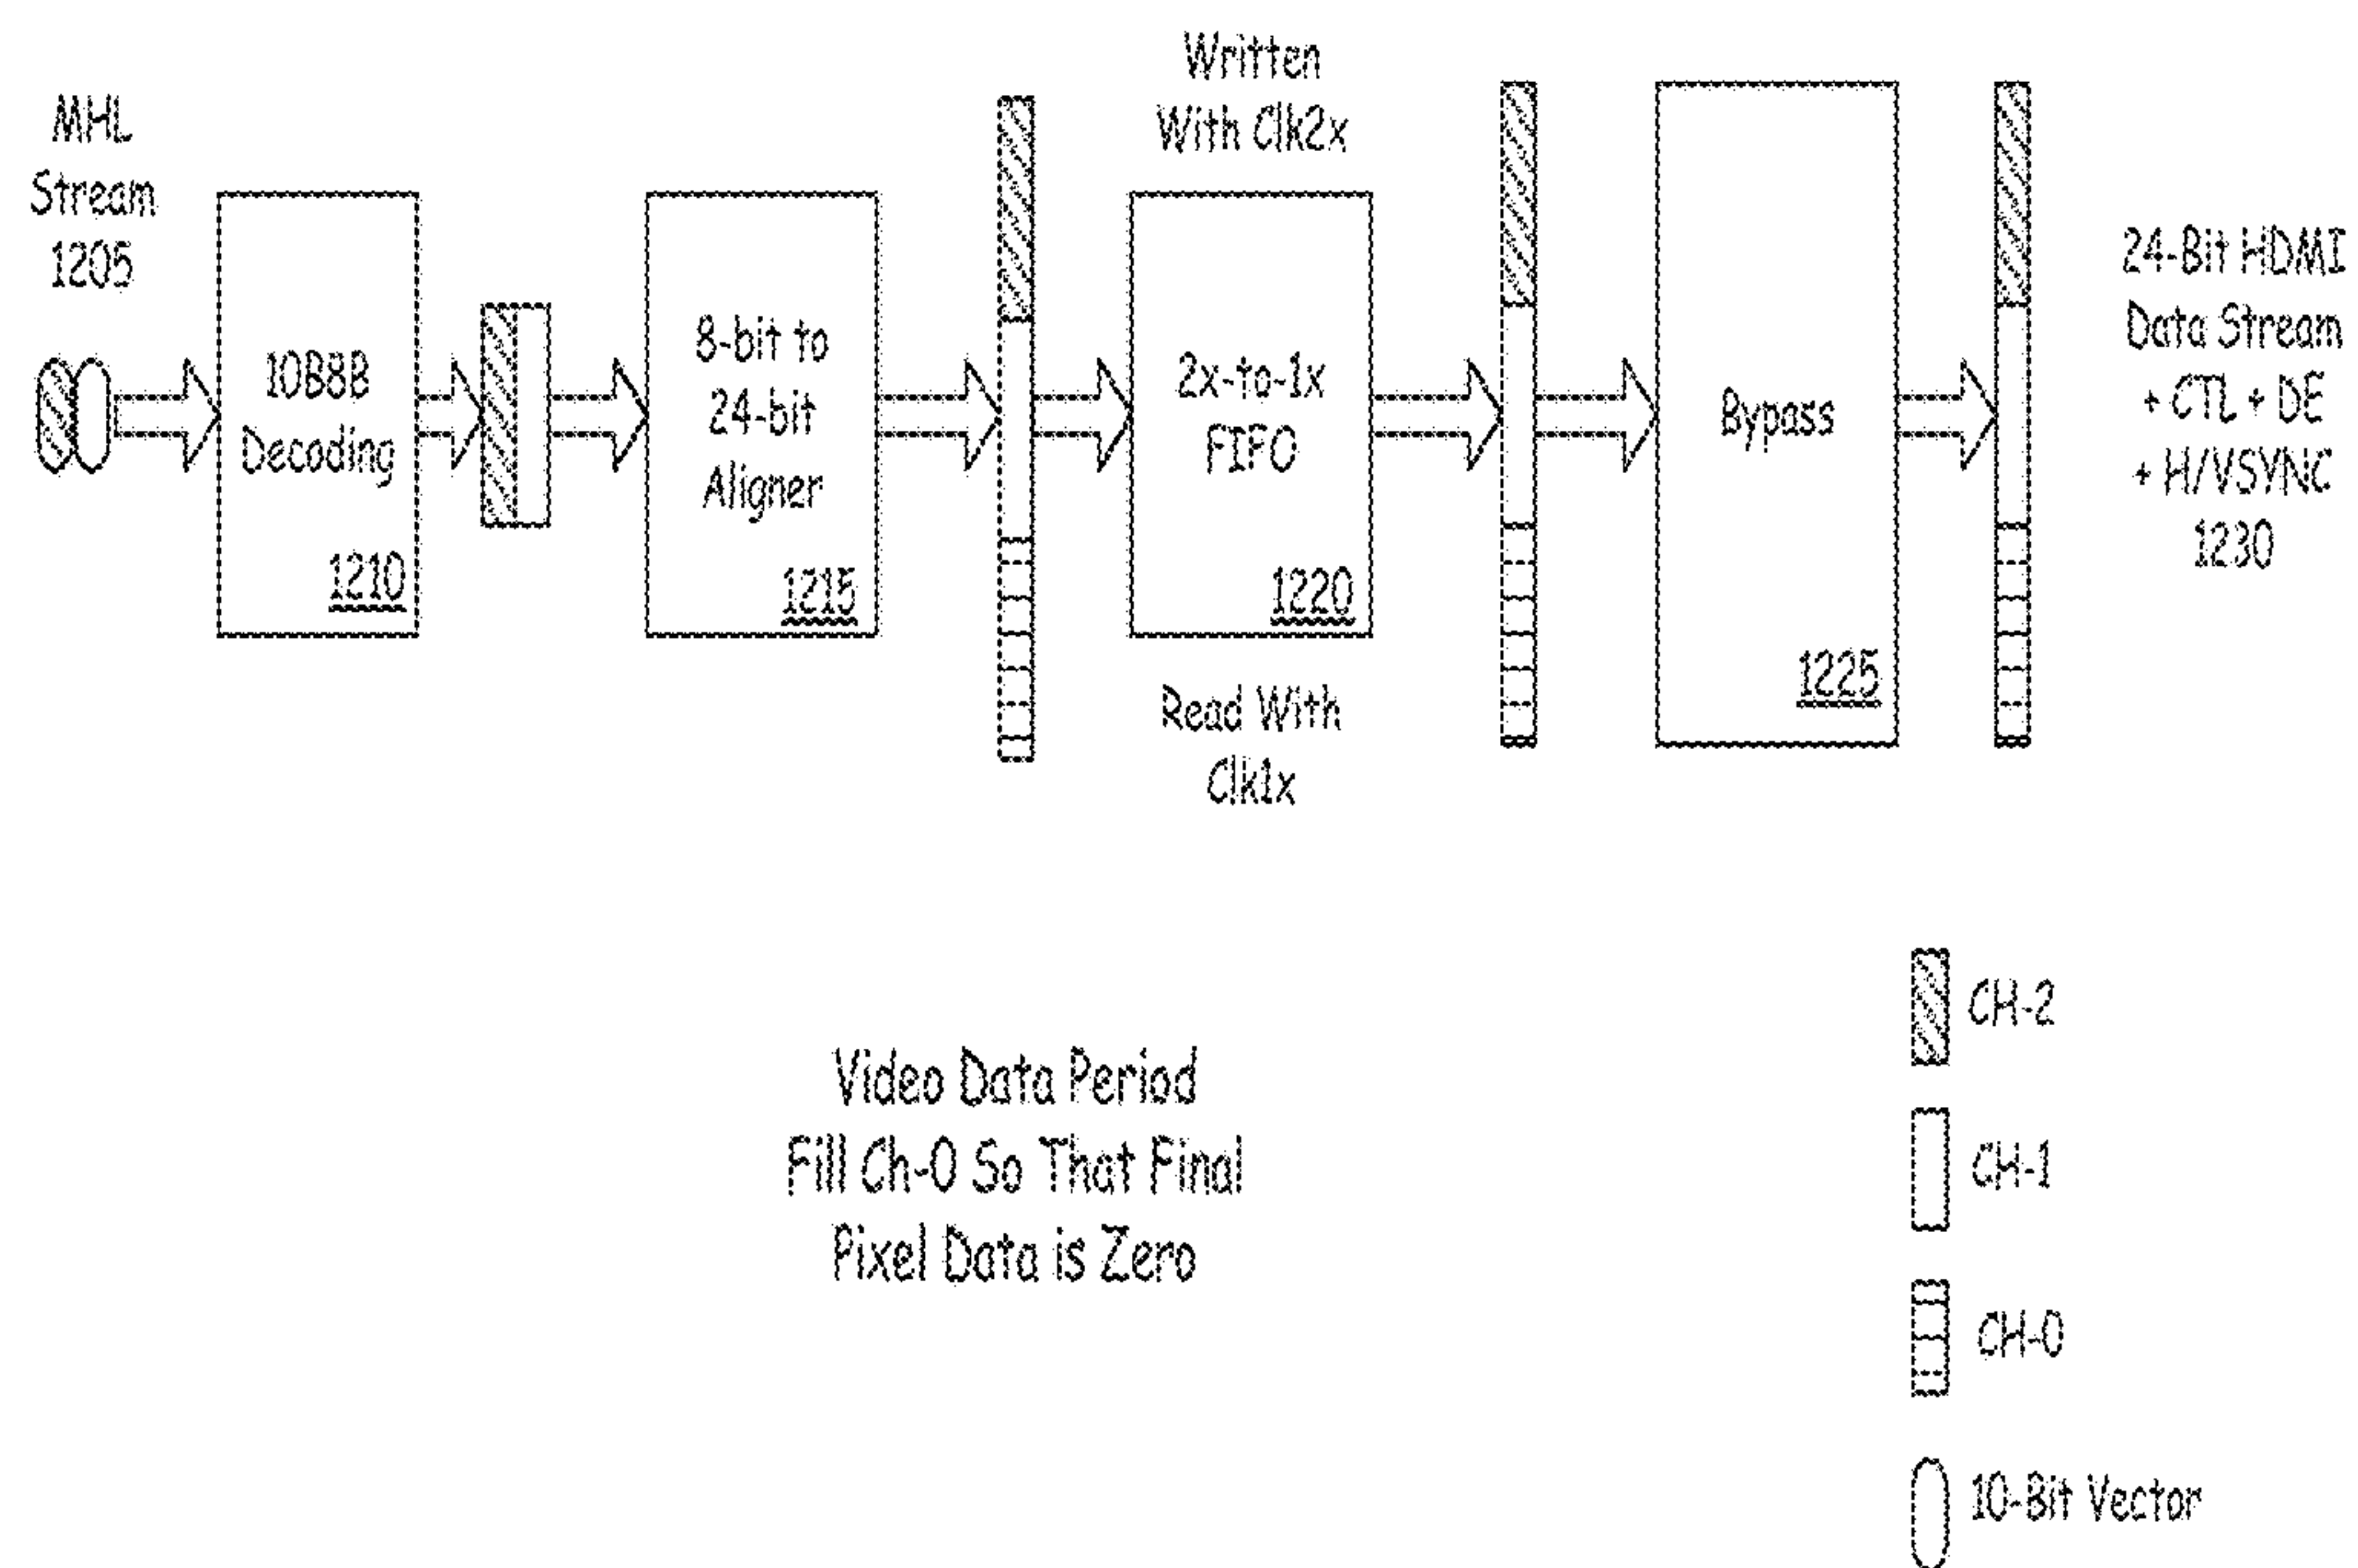 MHL
Stream
1205
10B8B
Decoding
1210
8-bit to
24-bit
Aligner
1215
Written
With Clk2x
2x-to-1x
FIFO
1220
Read With
Clk1x
Bypass
1225
24-Bit HDMI
Data Stream
+ CTL + DE
+ H/VSYNC
1230
Video Data Period
Fill Ch-0 So That Final
Pixel Data is Zero
CH-2
CH-1
CH-0
10-Bit Vector